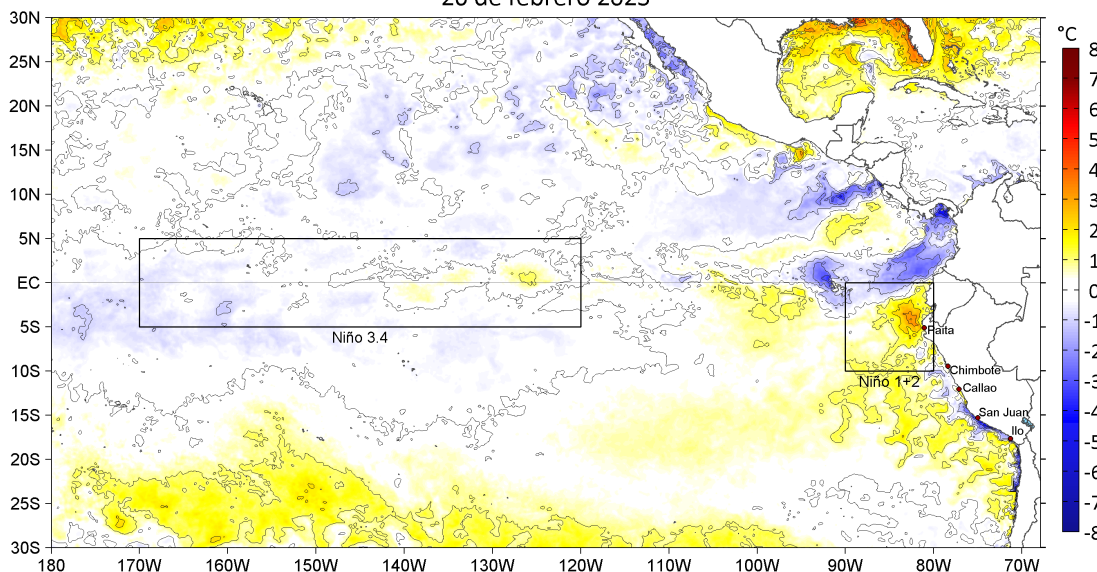 de febrero
30N
°C
8
25N
7
6
20N
5
4
15N
3
10N
2
5N
1
EC
0
-1
5S
Niño 3.4
Paita
-2
10S
Chimbote
Niño 1+2
-3
Callao
15S
San Juan
-4
Ilo
20S
-5
25S
-6
-7
30S
-8
180
170W
160W
150W
140W
130W
120W
110W
100W
90W
80W
70W